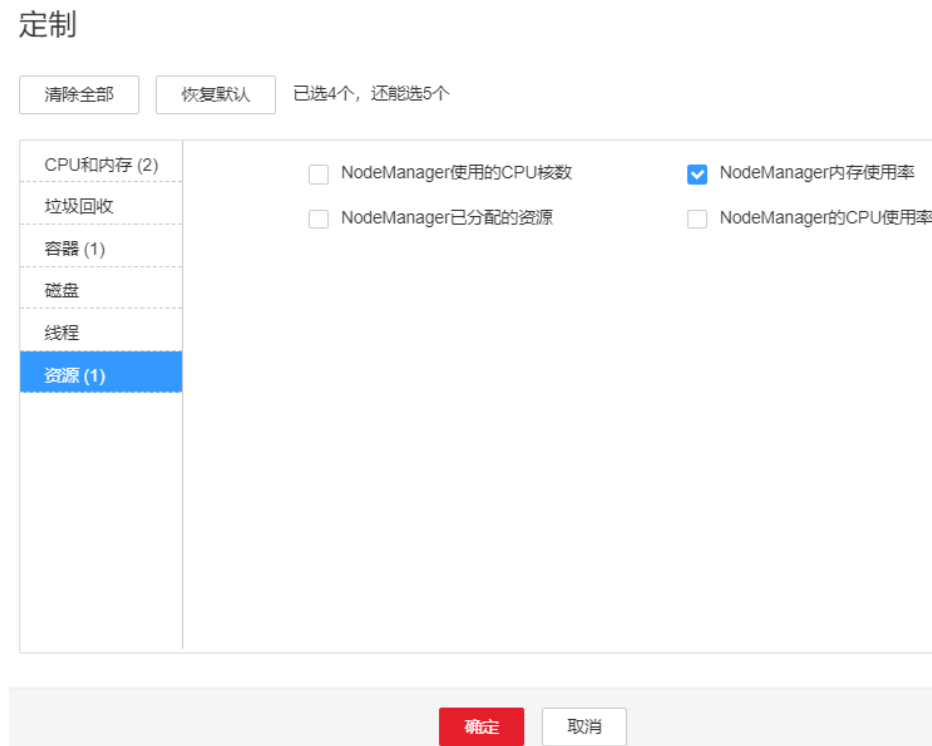 定制
清除全部 恢复默认 已选4个，还能选5个
CPU和内存 (2)
垃圾回收
容器 (1)
磁盘
线程
资源 (1)
NodeManager使用的CPU核数 NodeManager内存使用率
NodeManager已分配的资源 NodeManager的CPU使用率
确定 取消